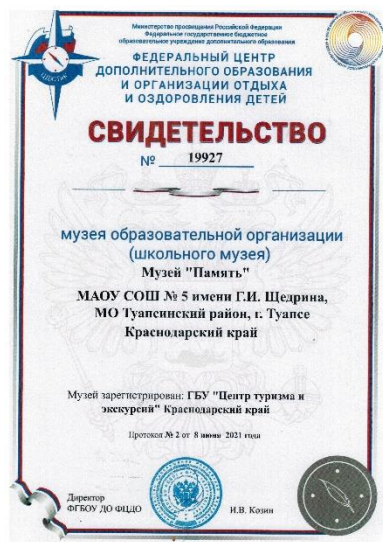 Министерство просвещения Российской Федерации
Федеральное государственное бюджетное
образовательное учреждение дополнительного образования
ФЕДЕРАЛЬНЫЙ ЦЕНТР
ДОПОЛНИТЕЛЬНОГО ОБРАЗОВАНИЯ
И ОРГАНИЗАЦИИ ОТДЫХА
И ОЗДОРОВЛЕНИЯ ДЕТЕЙ
СВИДЕТЕЛЬСТВО
№ 19927
музея образовательной организации
(школьного музея)
Музей "Память"
МАОУ СОШ № 5 имени Г.И. Щедрина,
МО Туапсинский район, г. Туапсе
Краснодарский край
Музей зарегистрирован: ГБУ "Центр туризма и
экскурсий" Краснодарский край
Протокол № 2 от 8 июня 2021 года
Директор
ФГБОУ ДО ФЦДО
И.В. Козин